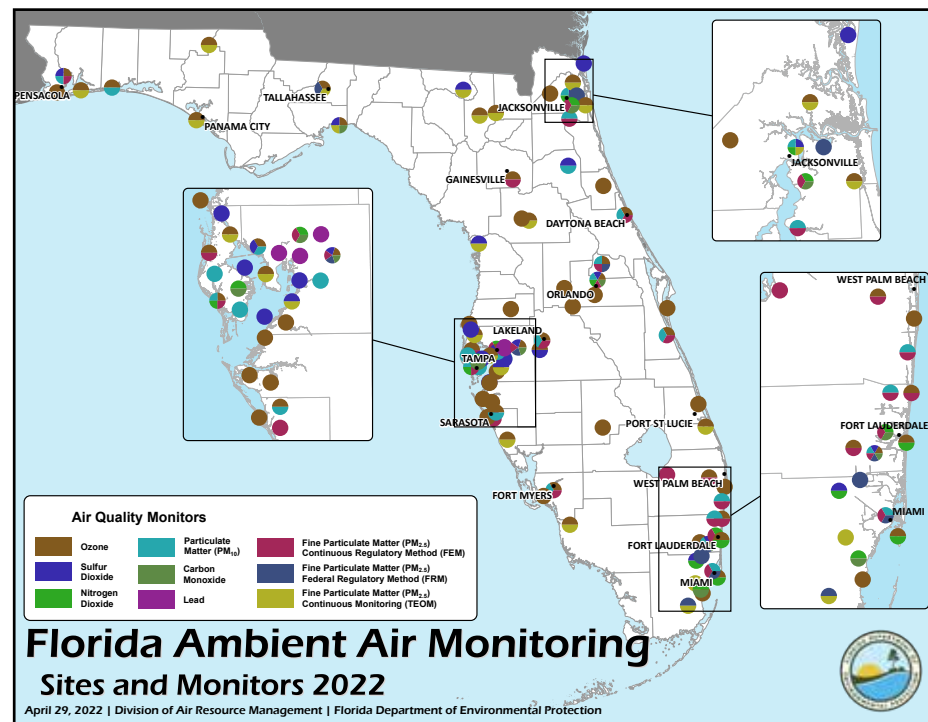 PENSACOLA
TALLAHASSEE
PANAMA CITY
JACKSONVILLE
GAINESVILLE
DAYTONA BEACH
ORLANDO
LAKELAND
TAMPA
SARASOTA
PORT ST LUCIE
FORT MYERS
WEST PALM BEACH
FORT LAUDERDALE
MIAMI
JACKSONVILLE
WEST PALM BEACH
FORT LAUDERDALE
MIAMI
Air Quality Monitors
Ozone
Sulfur
Dioxide
Nitrogen
Dioxide
Particulate
Matter (PM₁₀)
Carbon
Monoxide
Lead
Fine Particulate Matter (PM₂.₅)
Continuous Regulatory Method (FEM)
Fine Particulate Matter (PM₂.₅)
Federal Regulatory Method (FRM)
Fine Particulate Matter (PM₂.₅)
Continuous Monitoring (TEOM)
Florida Ambient Air Monitoring
Sites and Monitors 2022
April 29, 2022 | Division of Air Resource Management | Florida Department of Environmental Protection